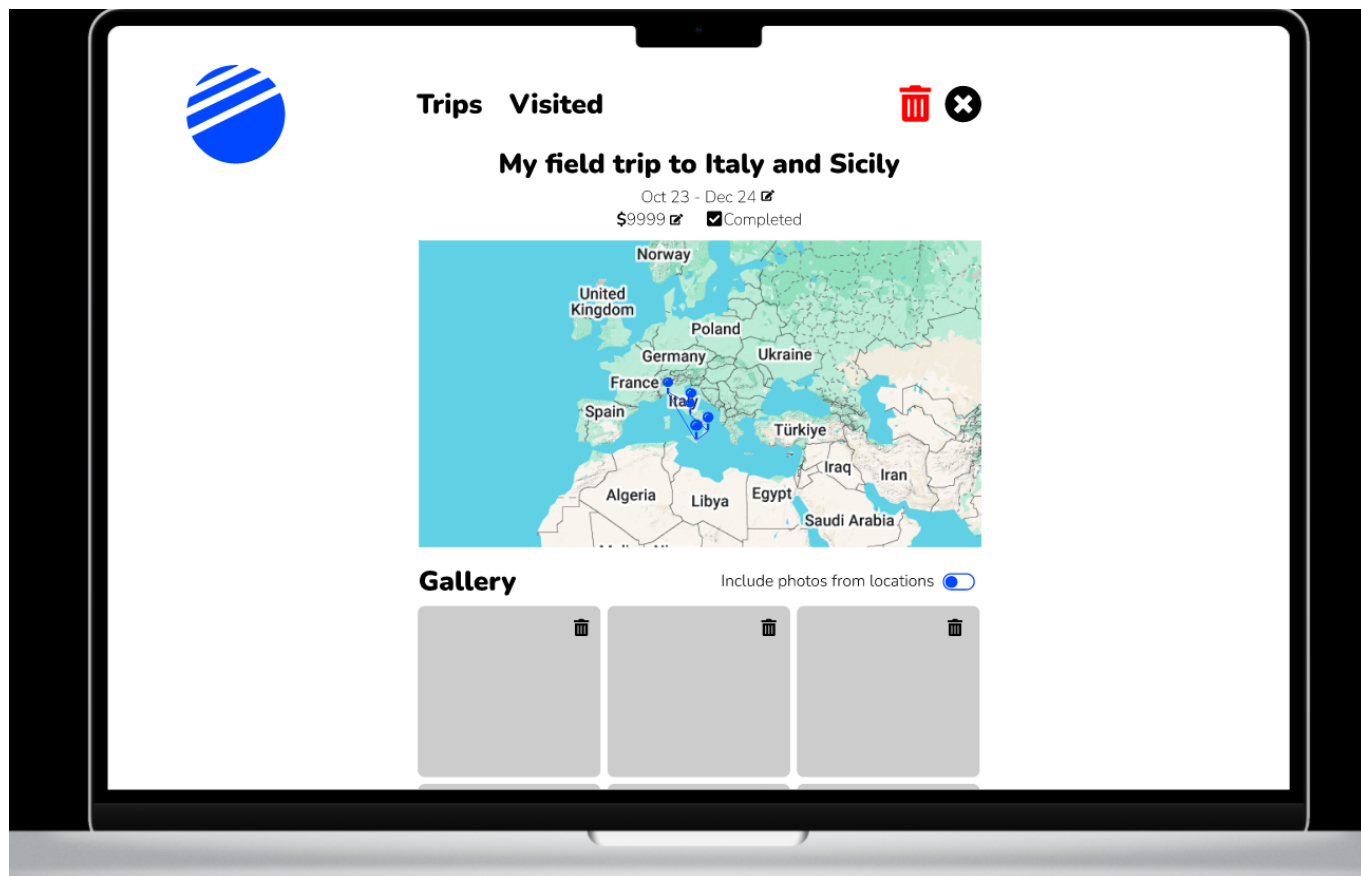 Trips Visited
My field trip to Italy and Sicily
Oct 23 - Dec 24
$9999 Completed
Norway
United
Kingdom
Poland
Germany
Ukraine
France
Italy
Spain
Türkiye
Iraq
Iran
Algeria
Libya
Egypt
Saudi Arabia
Gallery
Include photos from locations